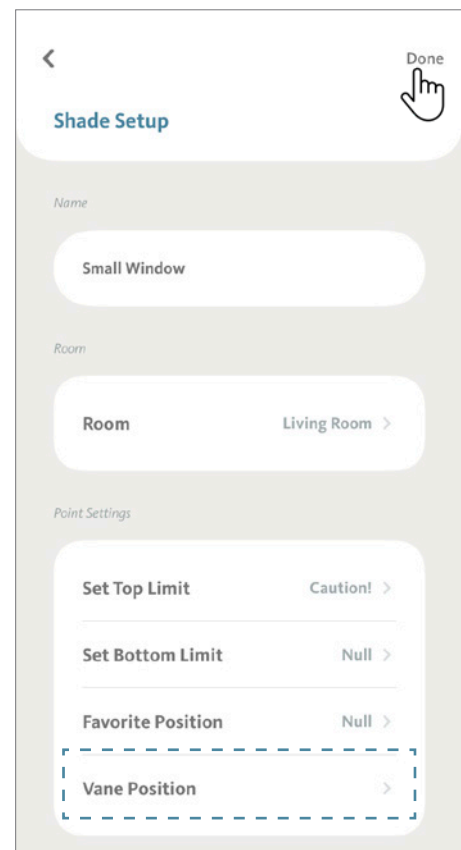 Done
Shade Setup
Name
Small Window
Room
Room Living Room
Point Settings
Set Top Limit Caution!
Set Bottom Limit Null
Favorite Position Null
Vane Position